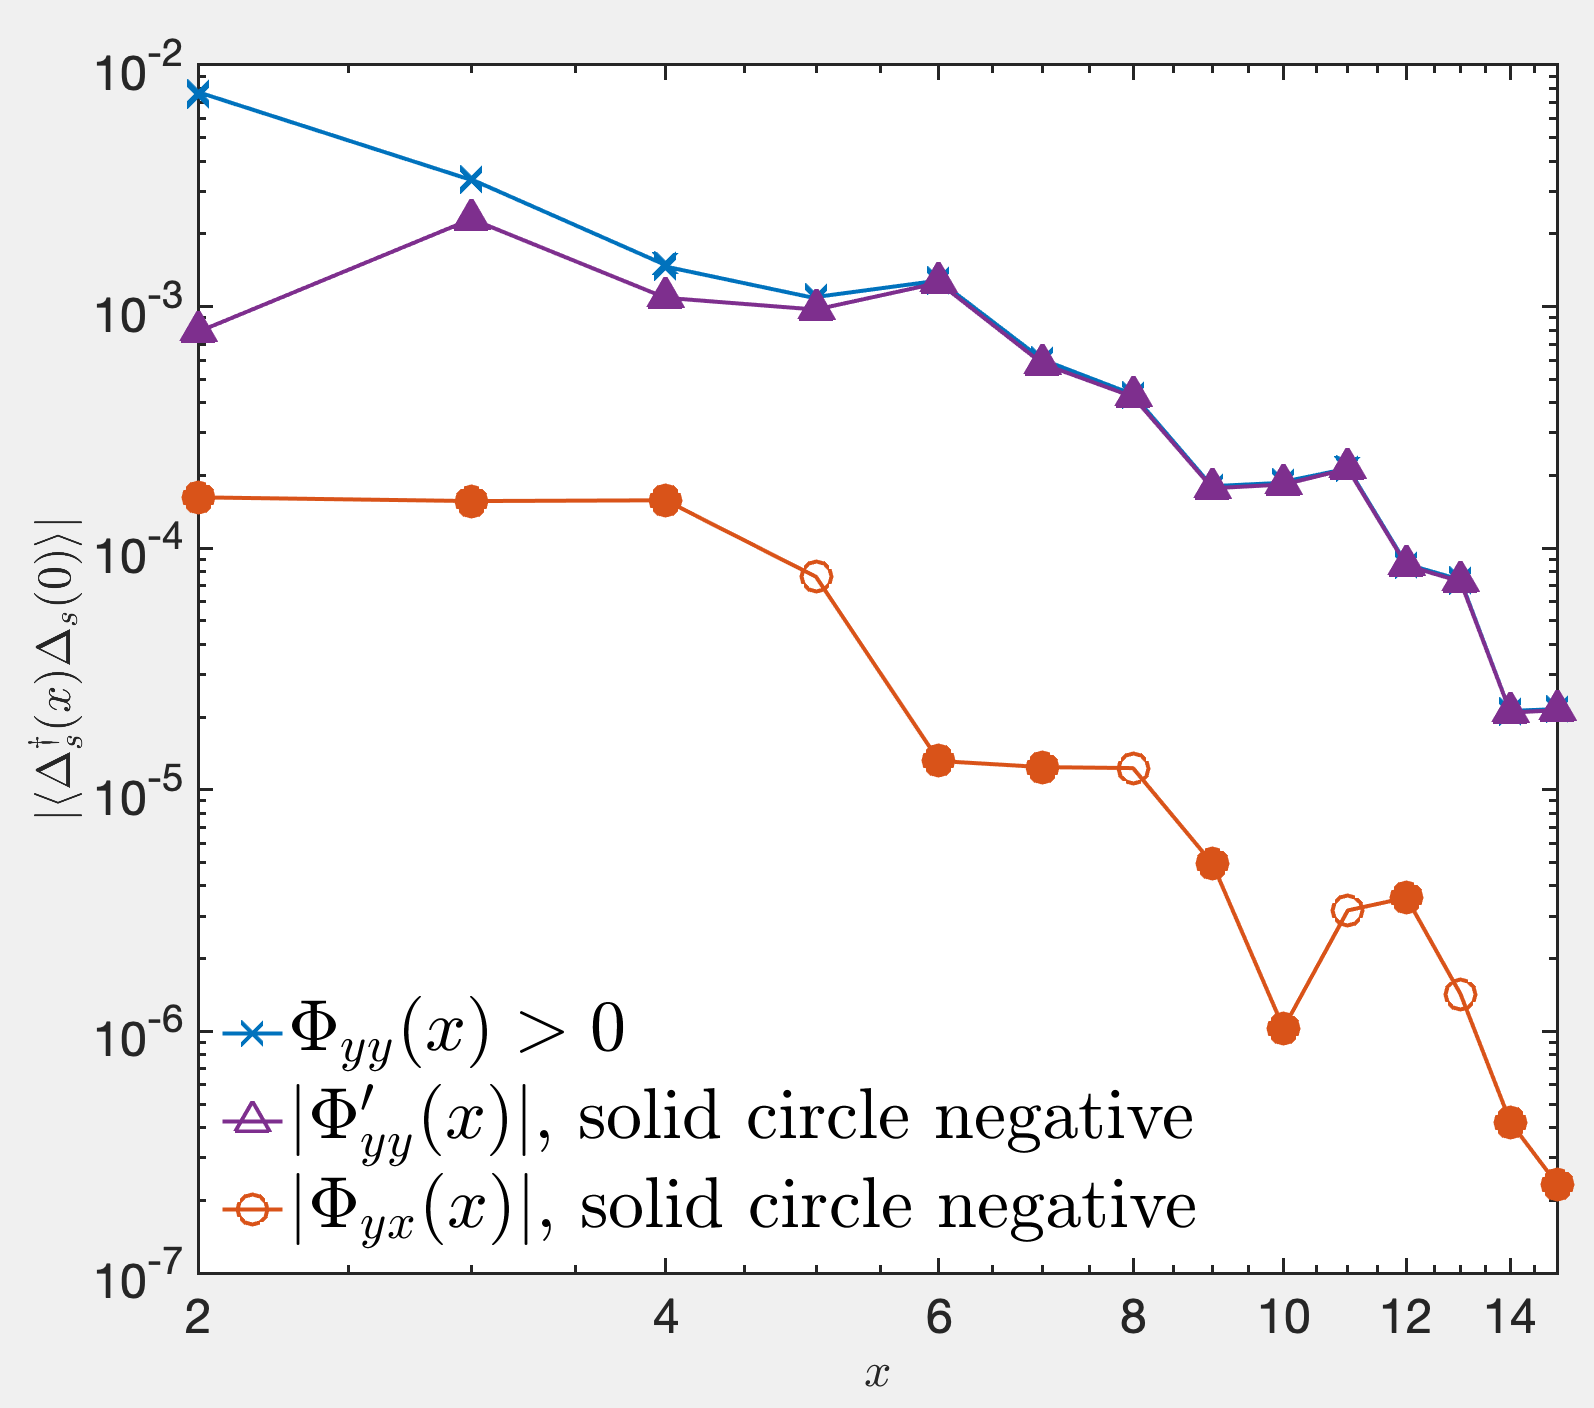 10^-2
10^-3
10^-4
10^-5
10^-6
10^-7
|⟨Δ_s^†(x)Δ_s(0)⟩|
Φ_yy(x) > 0
|Φ′_yy(x)|, solid circle negative
|Φ_yx(x)|, solid circle negative
2 4 6 8 10 12 14
x